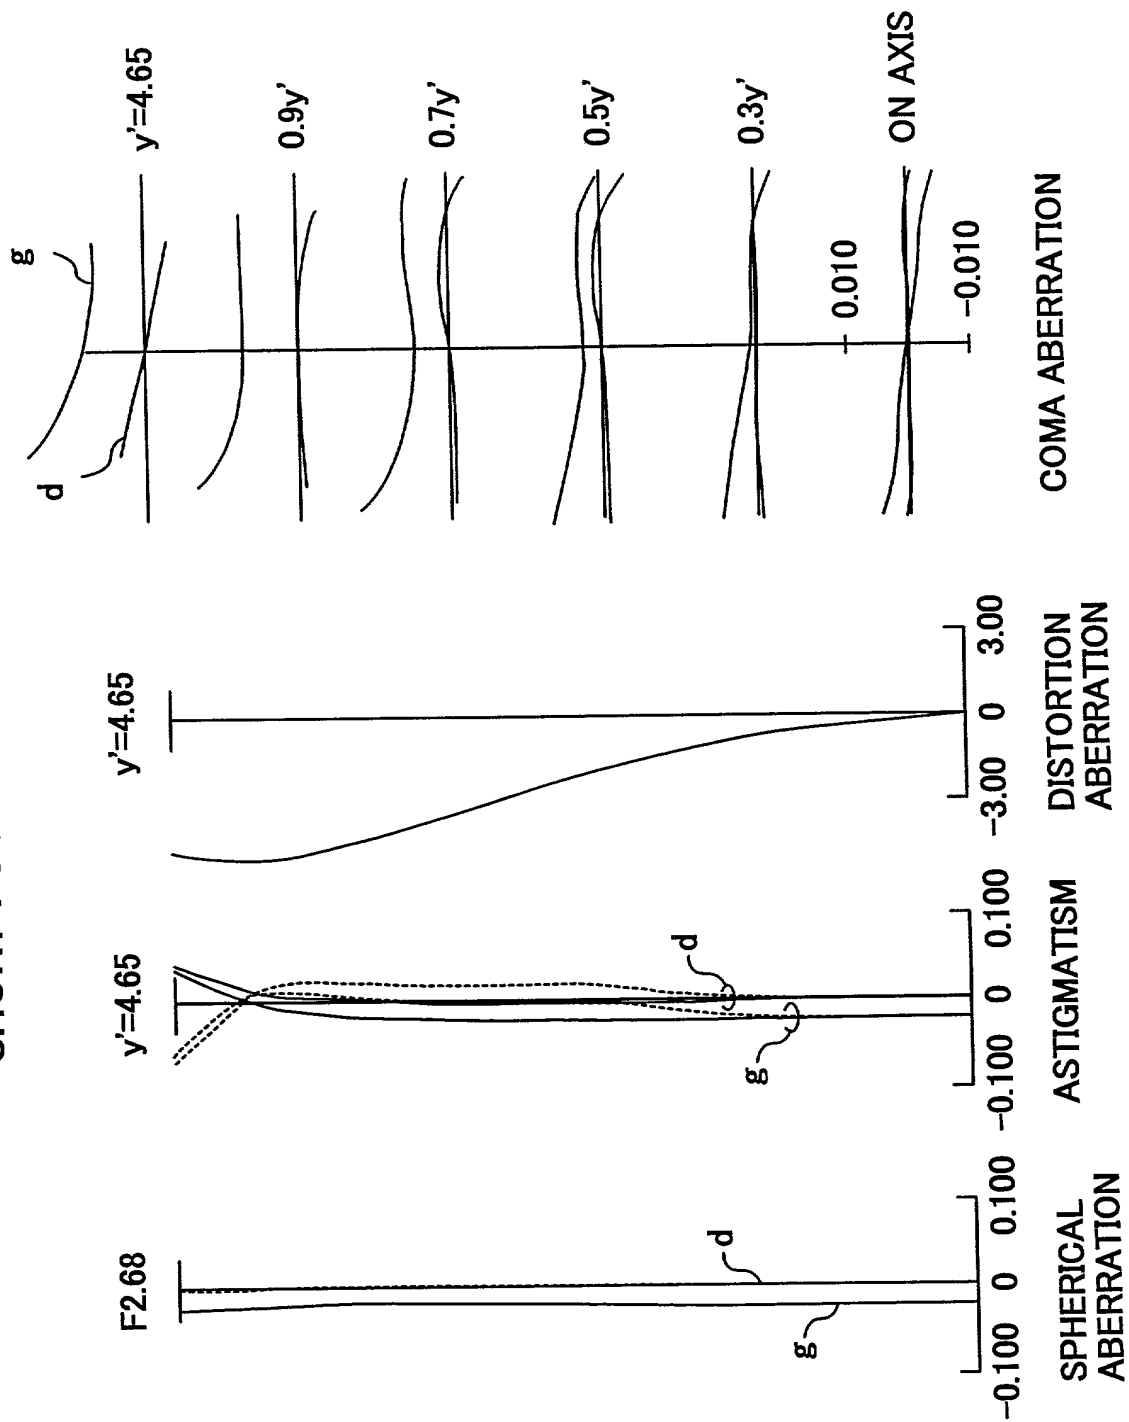 F2.68
d
g
-0.100
0
0.100
SPHERICAL
ABERRATION
y'=4.65
d
g
-0.100
0
0.100
ASTIGMATISM
y'=4.65
-3.00
0
3.00
DISTORTION
ABERRATION
g
d
y'=4.65
0.9y'
0.7y'
0.5y'
0.3y'
0.010
ON AXIS
-0.010
COMA ABERRATION